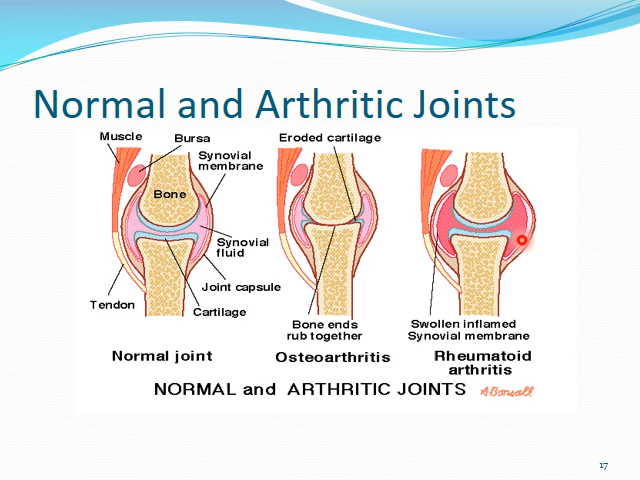 Normal and Arthritic Joints
Muscle
Bursa
Synovial
membrane
Bone
Synovial
fluid
Joint capsule
Tendon
Cartilage
Normal joint
Eroded cartilage
Bone ends
rub together
Osteoarthritis
Swollen inflamed
Synovial membrane
Rheumatoid
arthritis
NORMAL and ARTHRITIC JOINTS
ABonsall
17